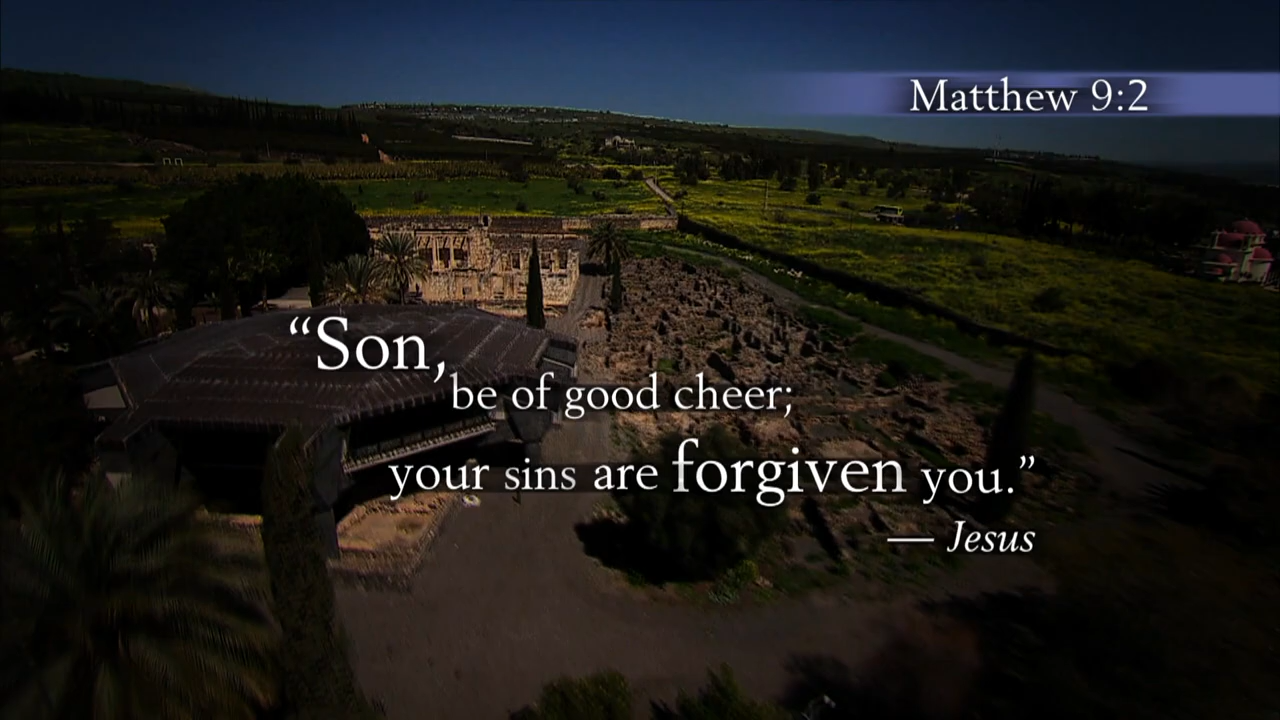 Matthew 9:2
“Son,
be of good cheer;
your sins are forgiven you.”
— Jesus